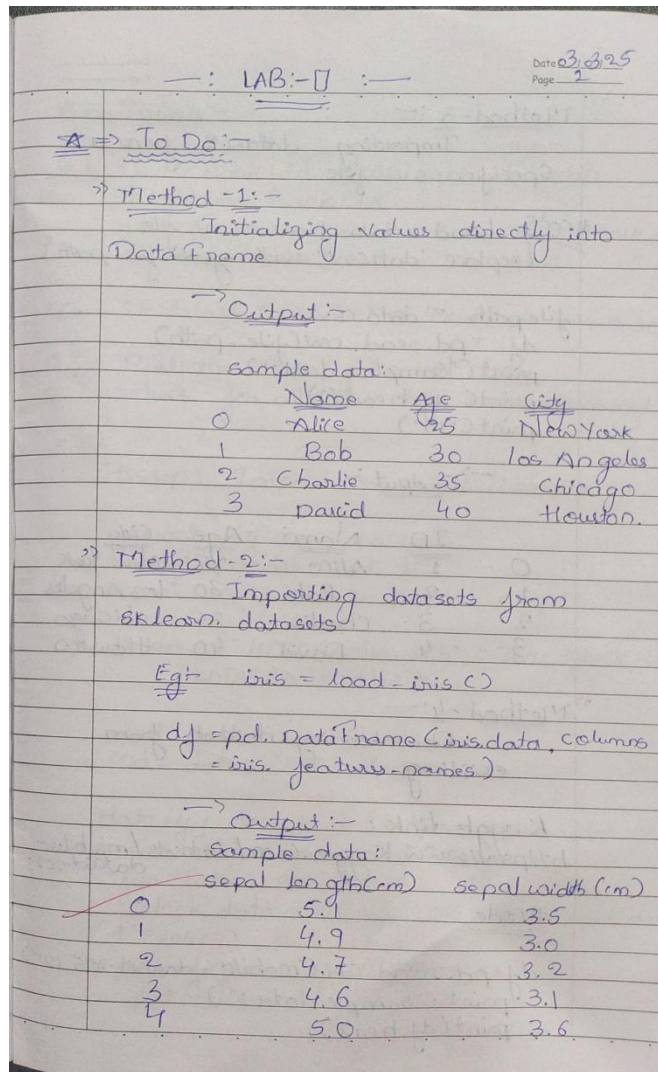 Date 03/03/25
Page 2
—: LAB:-0 :—
A => To Do:-
>> Method-1:-
Initializing values directly into
DataFrame
-> Output:-
sample data:
Name Age City
0 Alice 25 New York
1 Bob 30 los Angeles
2 Charlie 35 Chicago
3 David 40 Houston.
>> Method-2:-
Importing datasets from
sklearn. datasets
Eg:- iris = load_iris()
df = pd. DataFrame(iris.data, columns
= iris. feature_names)
-> Output:-
Sample data:
sepal length(cm) sepal width (cm)
0 5.1 3.5
1 4.9 3.0
2 4.7 3.2
3 4.6 3.1
4 5.0 3.6